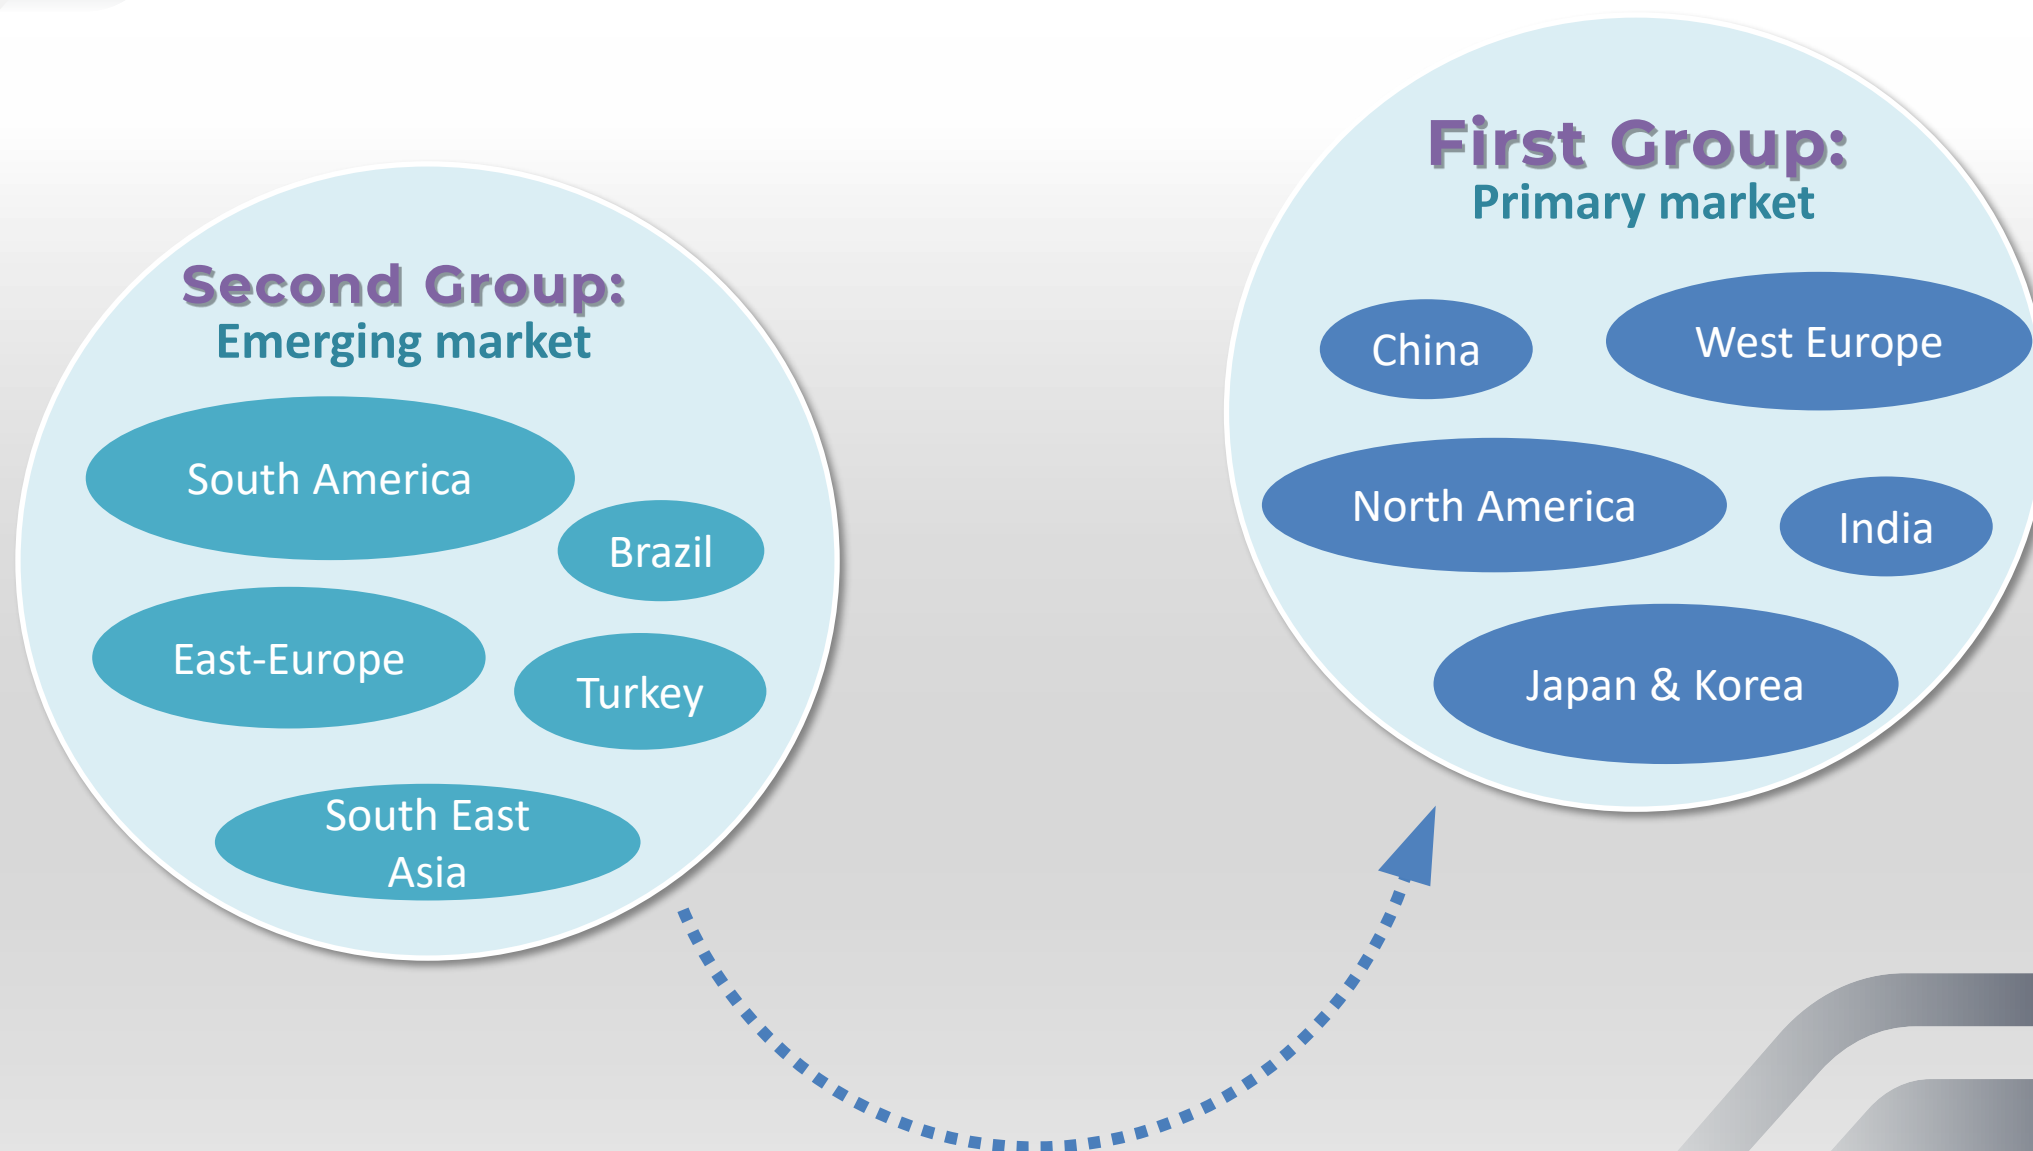 Second Group:
Emerging market
South America
Brazil
East-Europe
Turkey
South East
Asia
First Group:
Primary market
China
West Europe
North America
India
Japan & Korea